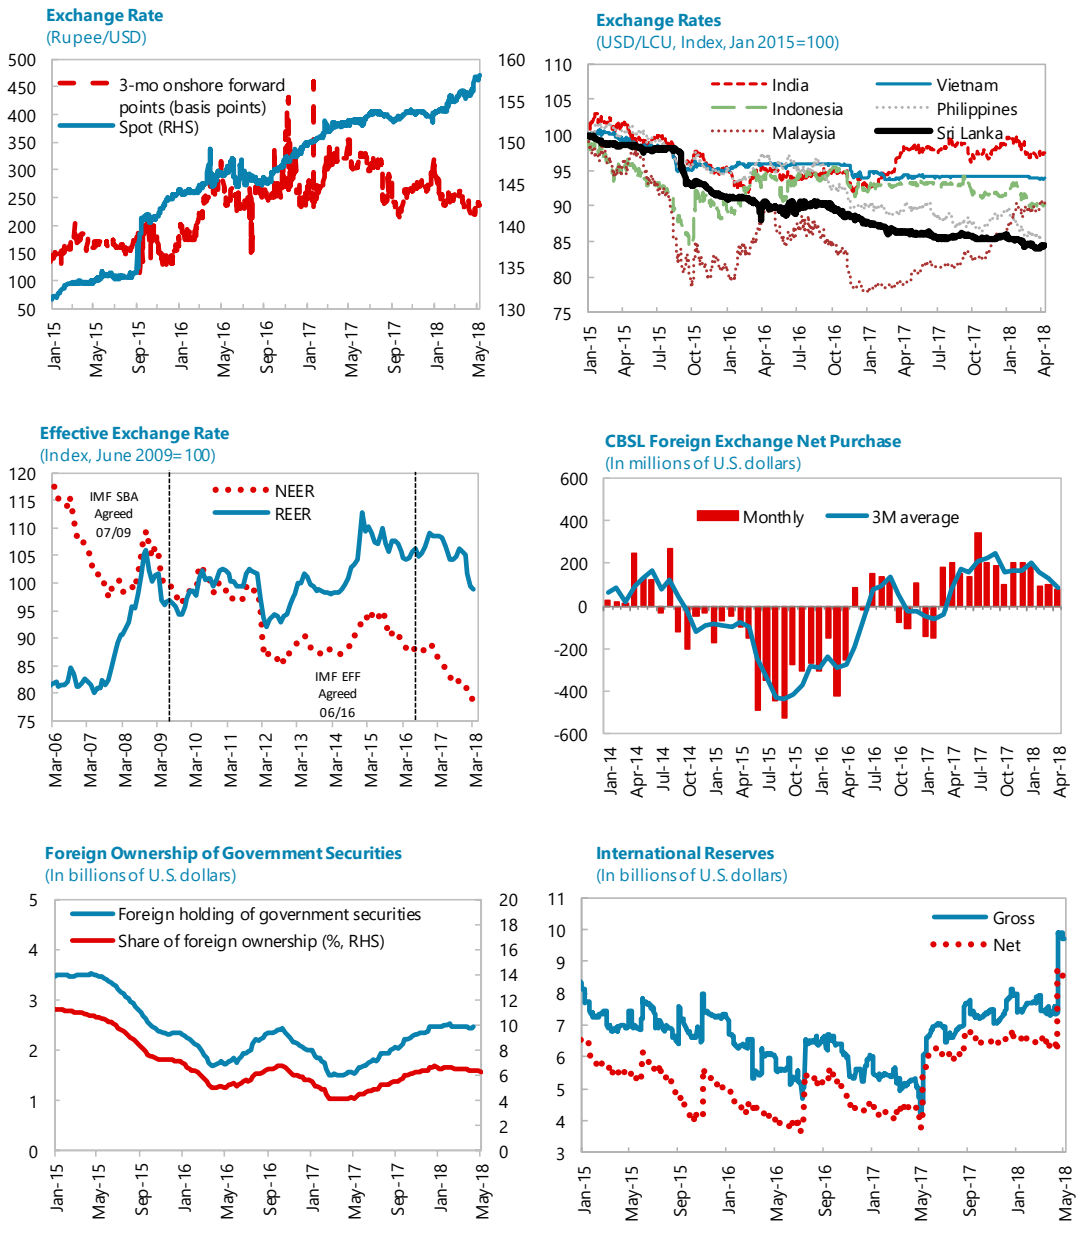 Exchange Rate
(Rupee/USD)
500
450
400
350
300
250
200
150
100
50
160
155
150
145
140
135
130
3-mo onshore forward
points (basis points)
Spot (RHS)
Jan-15
May-15
Sep-15
Jan-16
May-16
Sep-16
Jan-17
May-17
Sep-17
Jan-18
May-18
Exchange Rates
(USD/LCU, Index, Jan 2015=100)
110
105
100
95
90
85
80
75
India
Vietnam
Indonesia
Philippines
Malaysia
Sri Lanka
Jan-15
Apr-15
Jul-15
Oct-15
Jan-16
Apr-16
Jul-16
Oct-16
Jan-17
Apr-17
Jul-17
Oct-17
Jan-18
Apr-18
Effective Exchange Rate
(Index, June 2009=100)
120
115
110
105
100
95
90
85
80
75
IMF SBA
Agreed
07/09
NEER
REER
IMF EFF
Agreed
06/16
Mar-06
Mar-07
Mar-08
Mar-09
Mar-10
Mar-11
Mar-12
Mar-13
Mar-14
Mar-15
Mar-16
Mar-17
Mar-18
CBSL Foreign Exchange Net Purchase
(In millions of U.S. dollars)
600
400
200
0
-200
-400
-600
Monthly
3M average
Jan-14
Apr-14
Jul-14
Oct-14
Jan-15
Apr-15
Jul-15
Oct-15
Jan-16
Apr-16
Jul-16
Oct-16
Jan-17
Apr-17
Jul-17
Oct-17
Jan-18
Apr-18
Foreign Ownership of Government Securities
(In billions of U.S. dollars)
5
4
3
2
1
0
20
18
16
14
12
10
8
6
4
2
0
Foreign holding of government securities
Share of foreign ownership (%, RHS)
Jan-15
May-15
Sep-15
Jan-16
May-16
Sep-16
Jan-17
May-17
Sep-17
Jan-18
May-18
International Reserves
(In billions of U.S. dollars)
11
10
9
8
7
6
5
4
3
Gross
Net
Jan-15
May-15
Sep-15
Jan-16
May-16
Sep-16
Jan-17
May-17
Sep-17
Jan-18
May-18